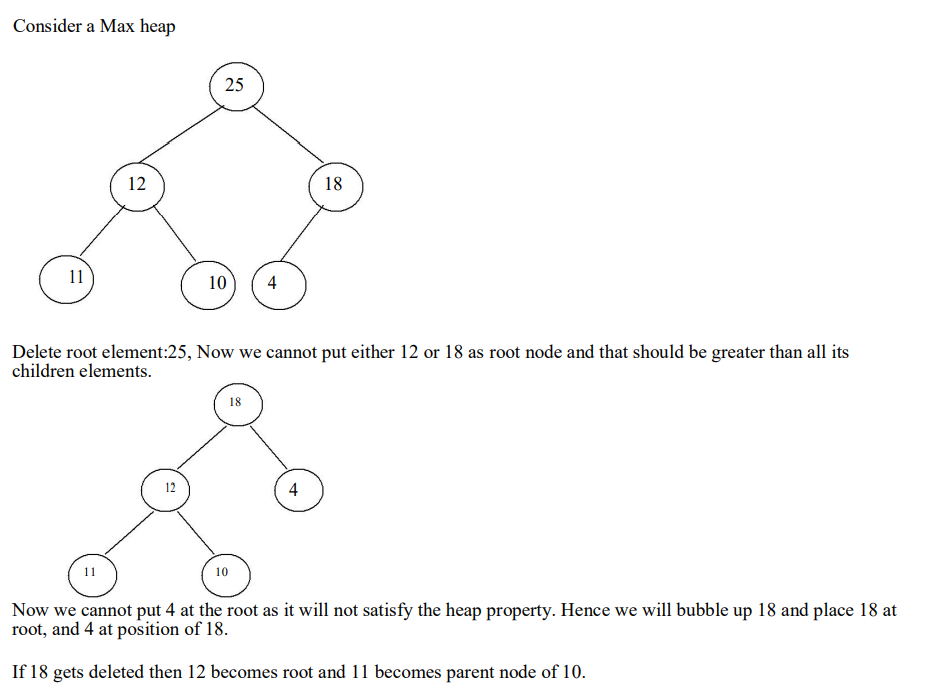 Consider a Max heap
25
12
18
11
10
4
Delete root element:25, Now we cannot put either 12 or 18 as root node and that should be greater than all its
children elements.
18
12
4
11
10
Now we cannot put 4 at the root as it will not satisfy the heap property. Hence we will bubble up 18 and place 18 at
root, and 4 at position of 18.
If 18 gets deleted then 12 becomes root and 11 becomes parent node of 10.